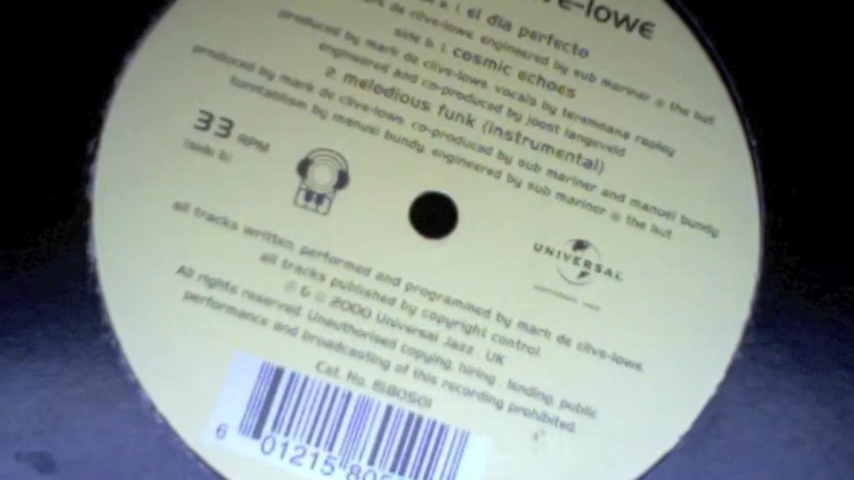 ve-lowe
a. 1. el dia perfecto
mark de clive-lowe. engineered by sub mariner @ the hut
side b. 1. cosmic echoes
produced by mark de clive-lowe. vocals by teremoana rapley
engineered and co-produced by joost langeveld
2. melodious funk (instrumental)
produced by mark de clive-lowe. co-produced by sub mariner and manuel bundy
turntablism by manuel bundy. engineered by sub mariner @ the hut
33 RPM
(side b)
UNIVERSAL
all tracks written, performed and programmed by mark de clive-lowe.
all tracks published by copyright control.
℗ & © 2000 Universal Jazz UK
All rights reserved. Unauthorised copying, hiring, lending, public
performance and broadcasting of this recording prohibited.
Cat. No. 1580501
6 01215 805